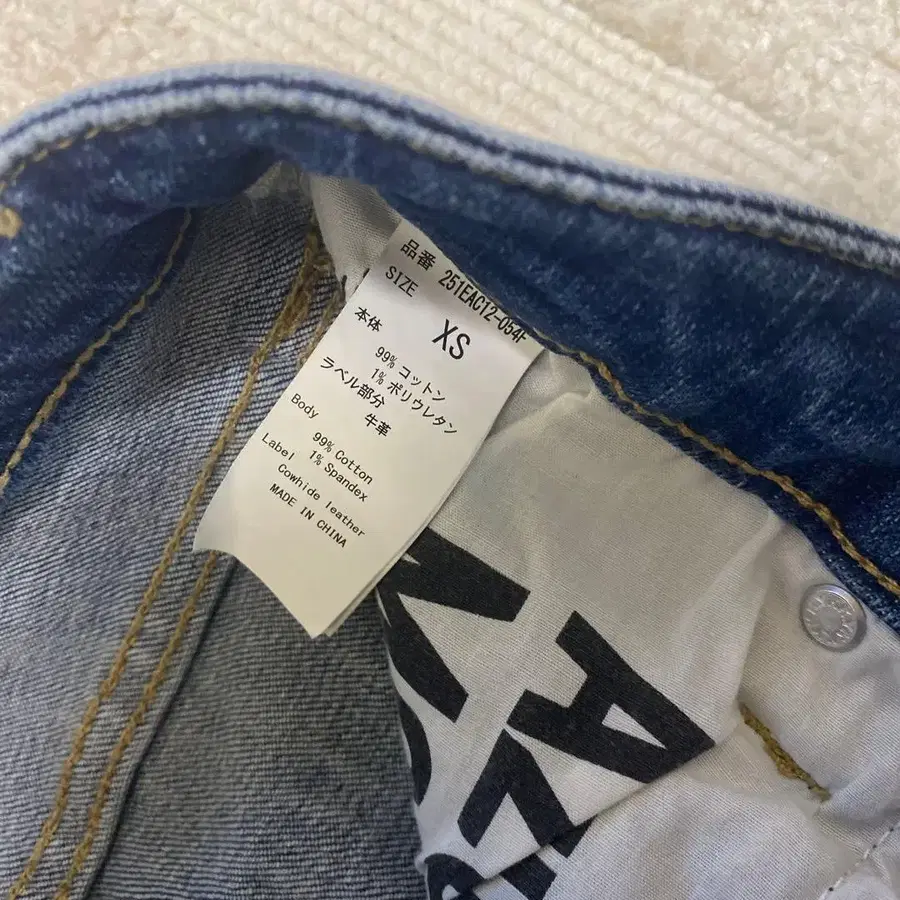 品番 251EAC12-054F
SIZE
XS
本体
99% コットン
1% ポリウレタン
ラベル部分
牛革
Body
99% Cotton
1% Spandex
Label
Cowhide leather
MADE IN CHINA